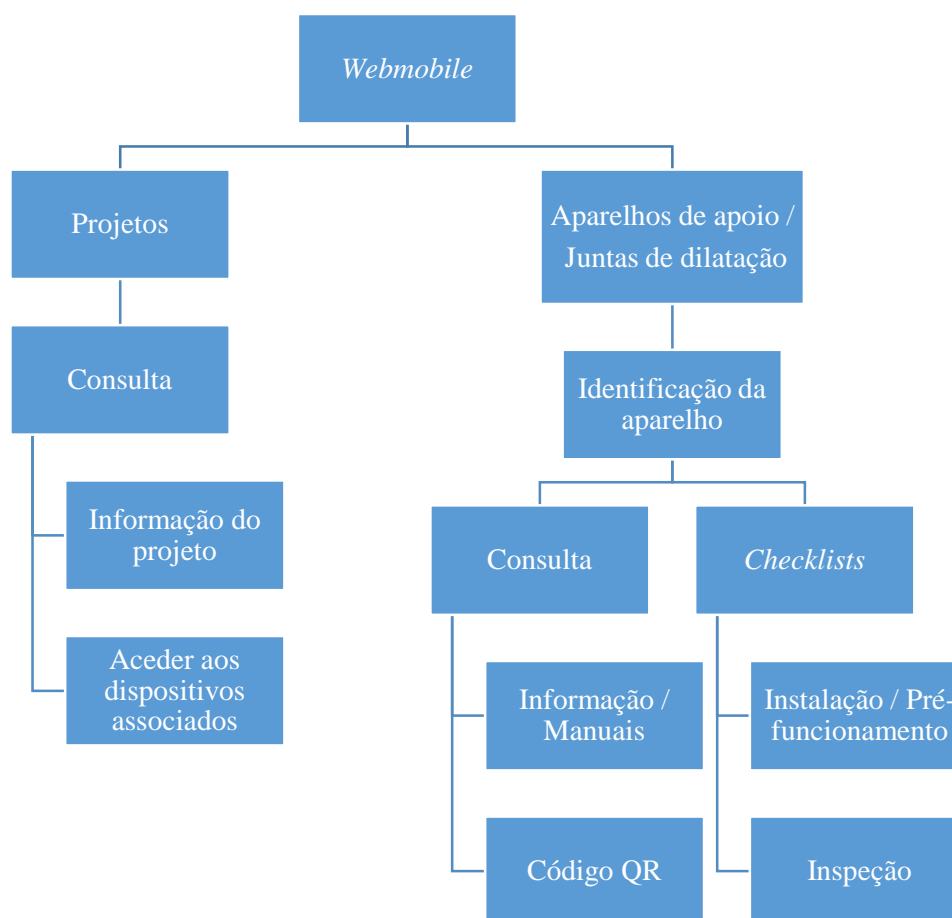 Webmobile
Projetos
Aparelhos de apoio /
Juntas de dilatação
Consulta
Identificação da
aparelho
Informação do
projeto
Aceder aos
dispositivos
associados
Consulta
Checklists
Informação /
Manuais
Instalação / Pré-
funcionamento
Código QR
Inspeção